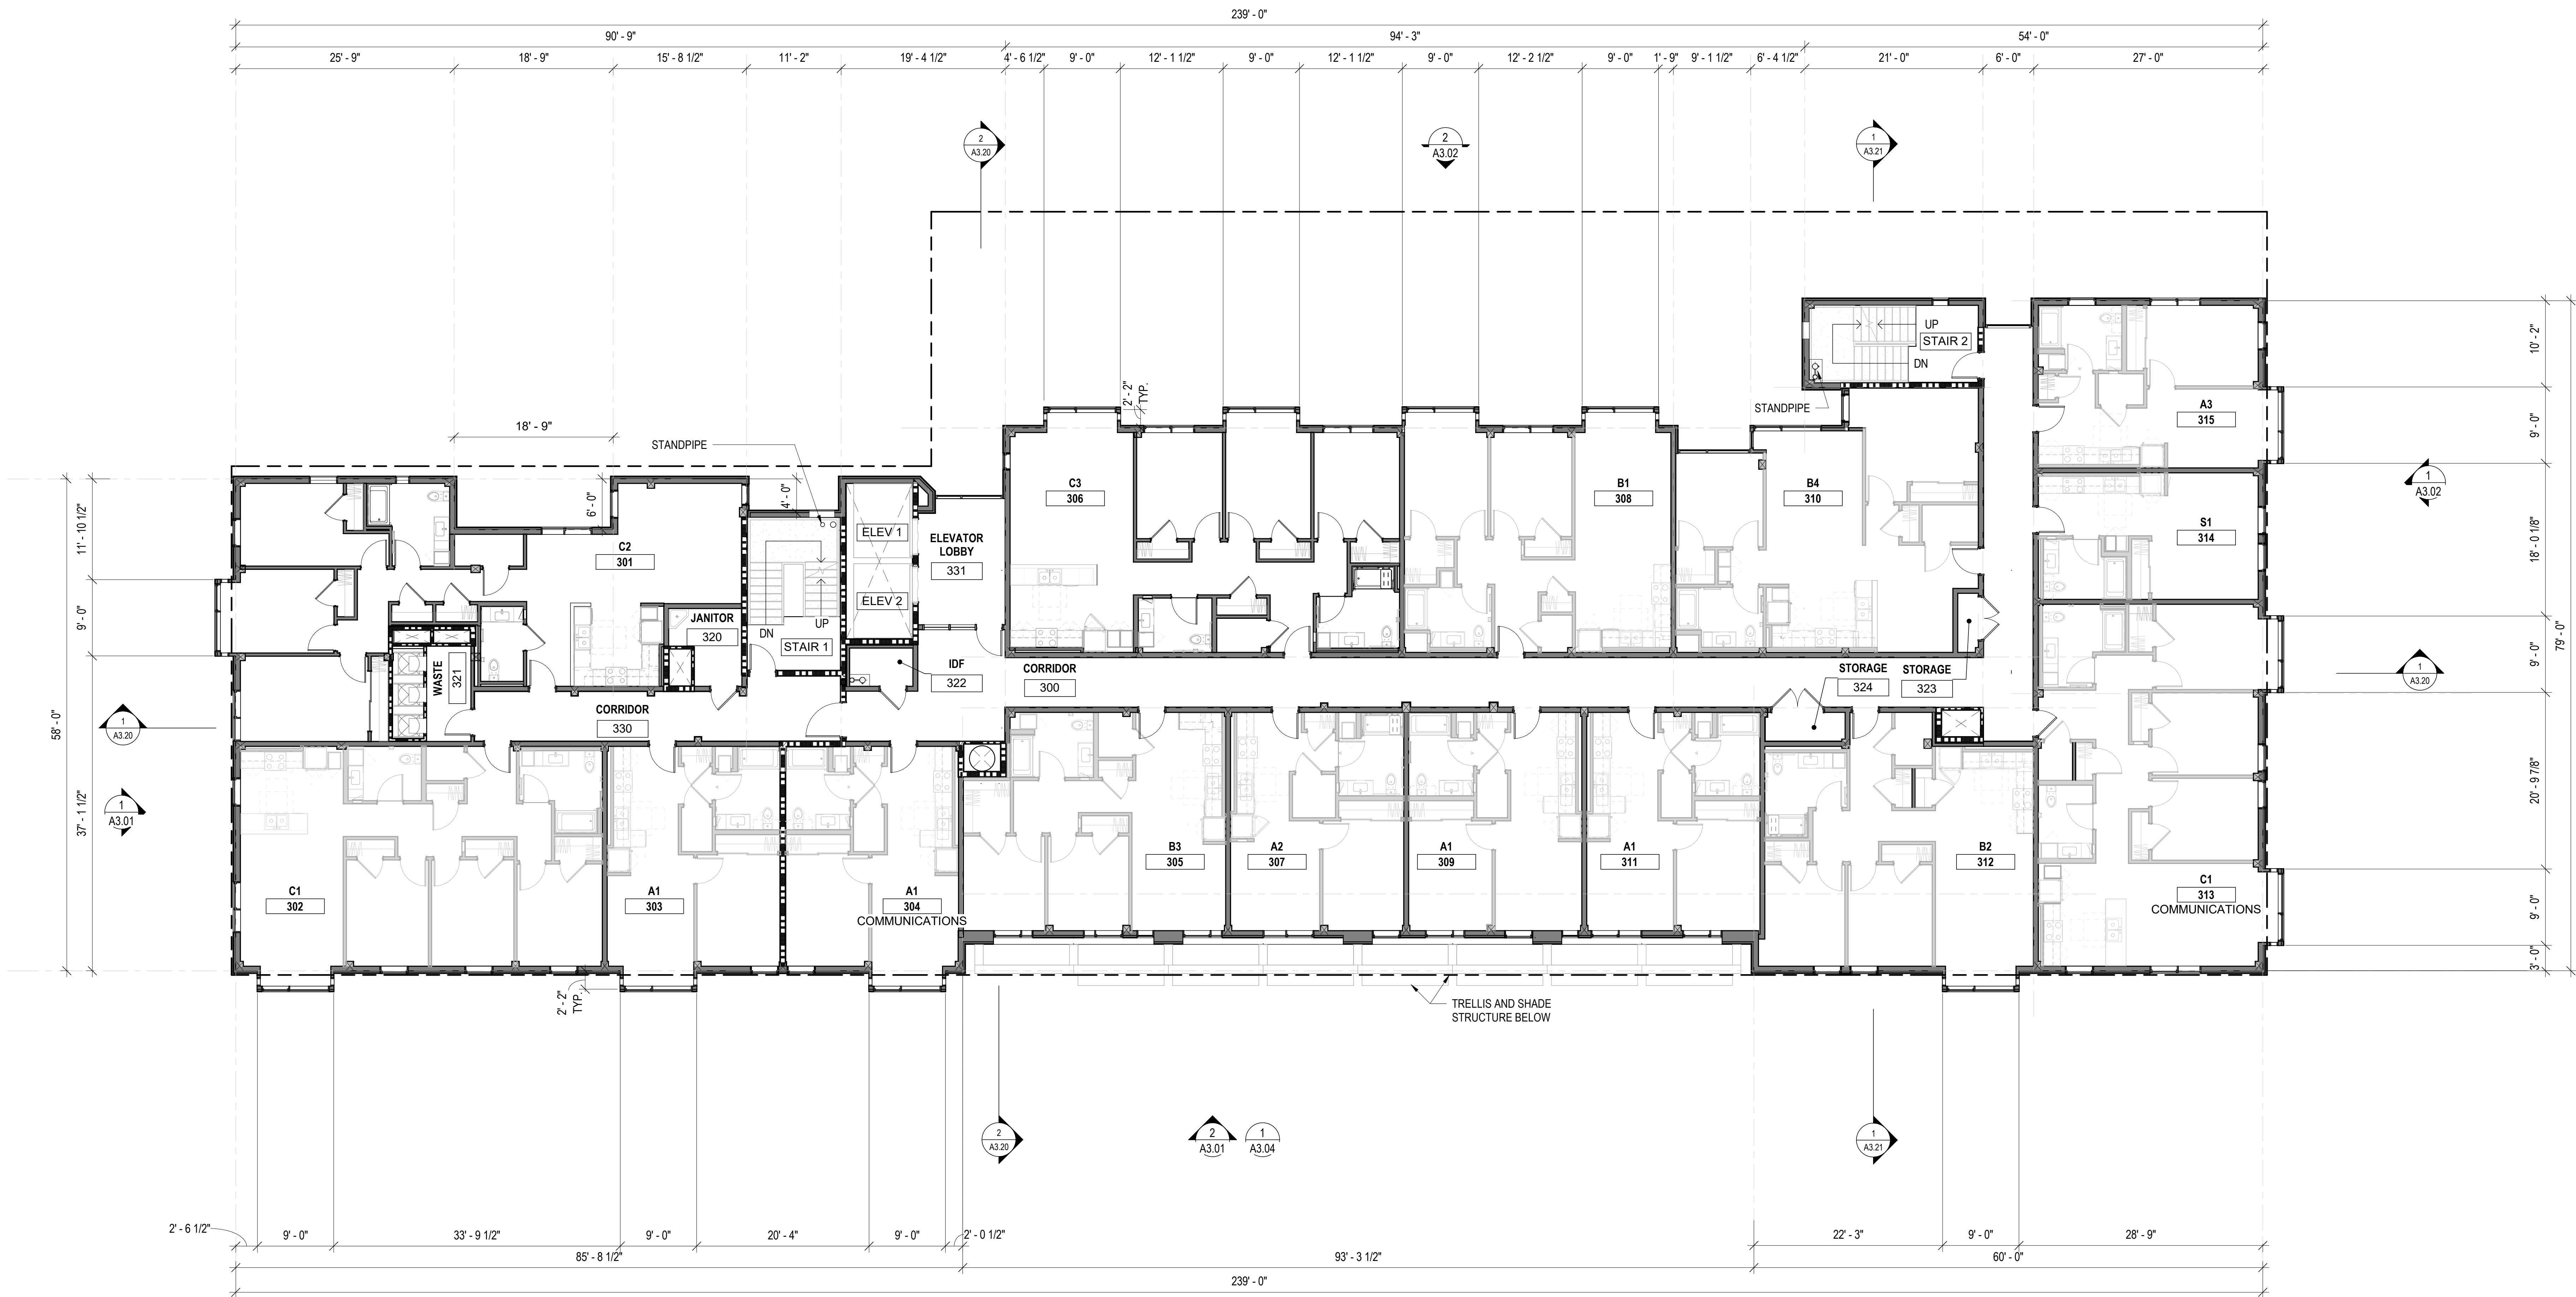 239' - 0"
90' - 9"
94' - 3"
54' - 0"
25' - 9"
18' - 9"
15' - 8 1/2"
11' - 2"
19' - 4 1/2"
4' - 6 1/2"
9' - 0"
12' - 1 1/2"
9' - 0"
12' - 1 1/2"
9' - 0"
12' - 2 1/2"
9' - 0"
1' - 9"
9' - 1 1/2"
6' - 4 1/2"
21' - 0"
6' - 0"
27' - 0"
2
A3.20
2
A3.02
1
A3.21
UP
STAIR 2
DN
STANDPIPE
10' - 2"
9' - 0"
18' - 0 1/8"
9' - 0"
79' - 0"
20' - 9 7/8"
9' - 0"
3' - 0"
2' - 2"
TYP.
18' - 9"
STANDPIPE
6' - 0"
4' - 0"
11' - 10 1/2"
9' - 0"
58' - 0"
37' - 1 1/2"
A3
315
1
A3.02
C3
306
B1
308
B4
310
S1
314
C2
301
ELEV 1
ELEVATOR
LOBBY
331
ELEV 2
JANITOR
320
DN
UP
STAIR 1
WASTE
321
IDF
322
CORRIDOR
300
STORAGE
324
STORAGE
323
1
A3.20
CORRIDOR
330
1
A3.20
1
A3.01
C1
302
A1
303
A1
304
COMMUNICATIONS
B3
305
A2
307
A1
309
A1
311
B2
312
C1
313
COMMUNICATIONS
2' - 2"
TYP.
TRELLIS AND SHADE
STRUCTURE BELOW
2
A3.20
2
A3.01
1
A3.04
1
A3.21
2' - 6 1/2"
9' - 0"
33' - 9 1/2"
9' - 0"
20' - 4"
9' - 0"
2' - 0 1/2"
22' - 3"
9' - 0"
28' - 9"
85' - 8 1/2"
93' - 3 1/2"
60' - 0"
239' - 0"